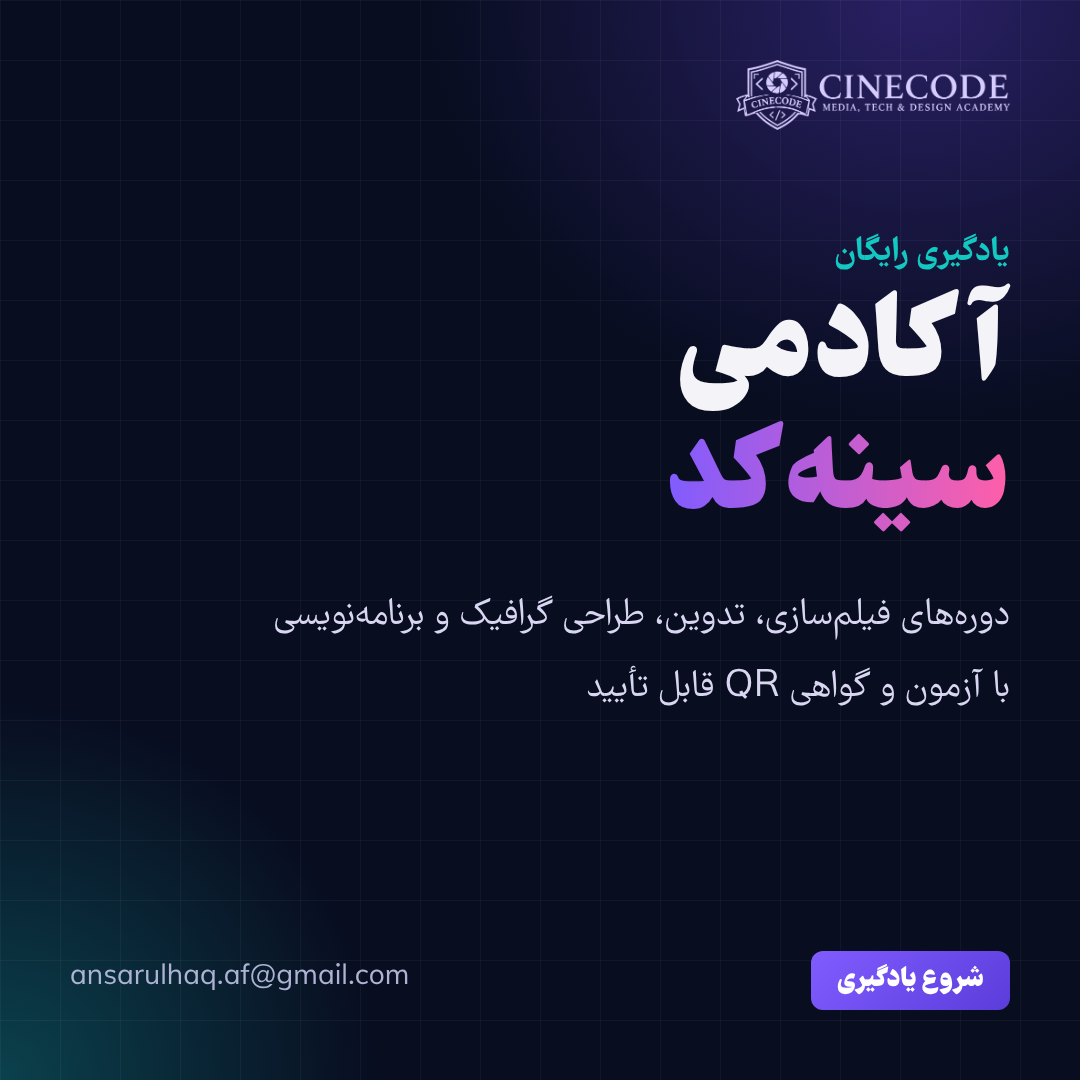 CINECODE
CINECODE
MEDIA, TECH & DESIGN ACADEMY
یادگیری رایگان
آکادمی
سینه‌کد
دوره‌های فیلم‌سازی، تدوین، طراحی گرافیک و برنامه‌نویسی
با آزمون و گواهی QR قابل تأیید
شروع یادگیری
ansarulhaq.af@gmail.com